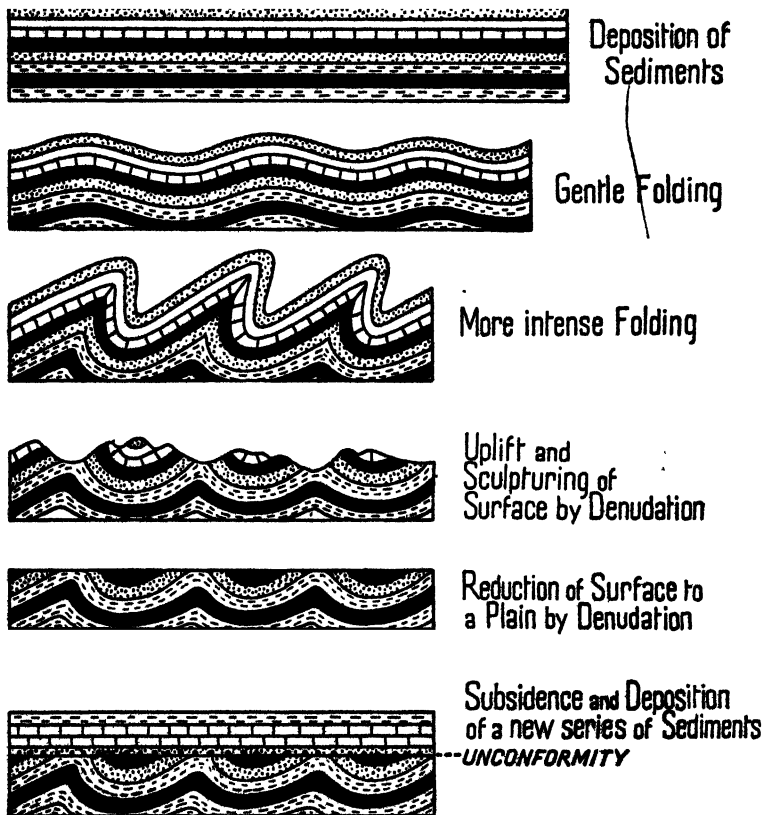 Deposition of
Sediments
Gentle Folding
More intense Folding
Uplift and
Sculpturing of
Surface by Denudation
Reduction of Surface to
a Plain by Denudation
Subsidence and Deposition
of a new series of Sediments
UNCONFORMITY